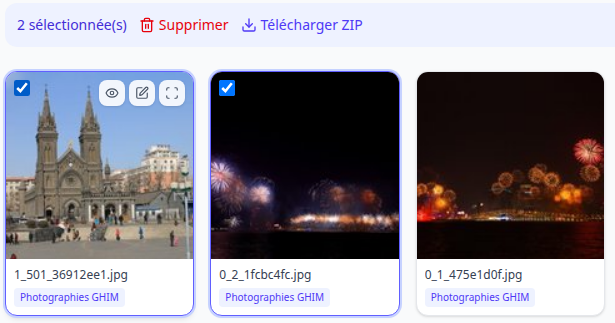 2 sélectionnée(s) Supprimer Télécharger ZIP
1_501_36912ee1.jpg 0_2_1fcbc4fc.jpg 0_1_475e1d0f.jpg
Photographies GHIM Photographies GHIM Photographies GHIM